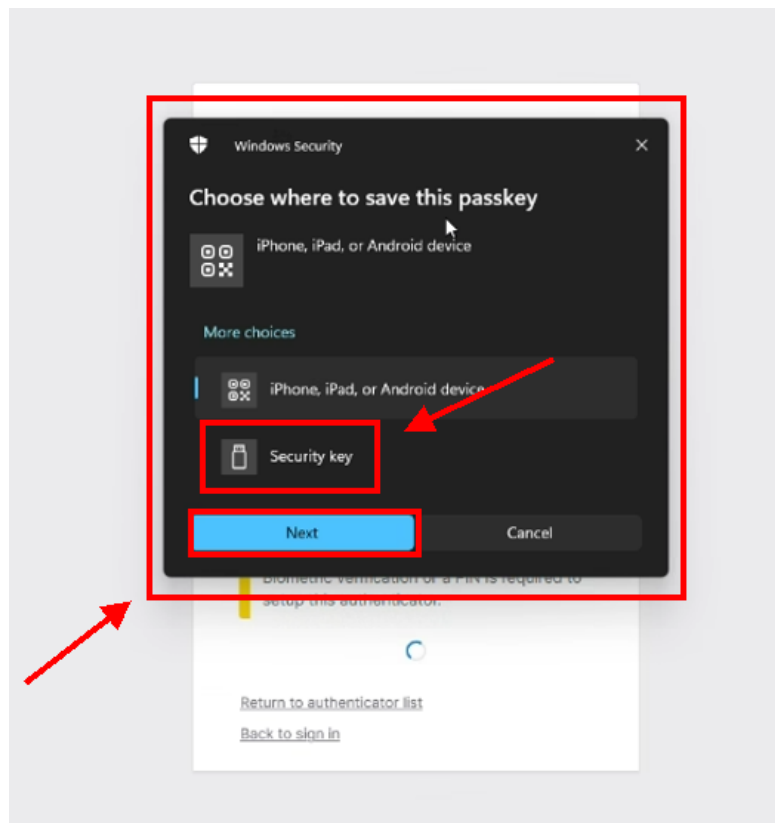 Windows Security
Choose where to save this passkey
iPhone, iPad, or Android device
More choices
iPhone, iPad, or Android device
Security key
Next Cancel
Biometric verification or a PIN is required to
setup this authenticator.
Return to authenticator list
Back to sign in